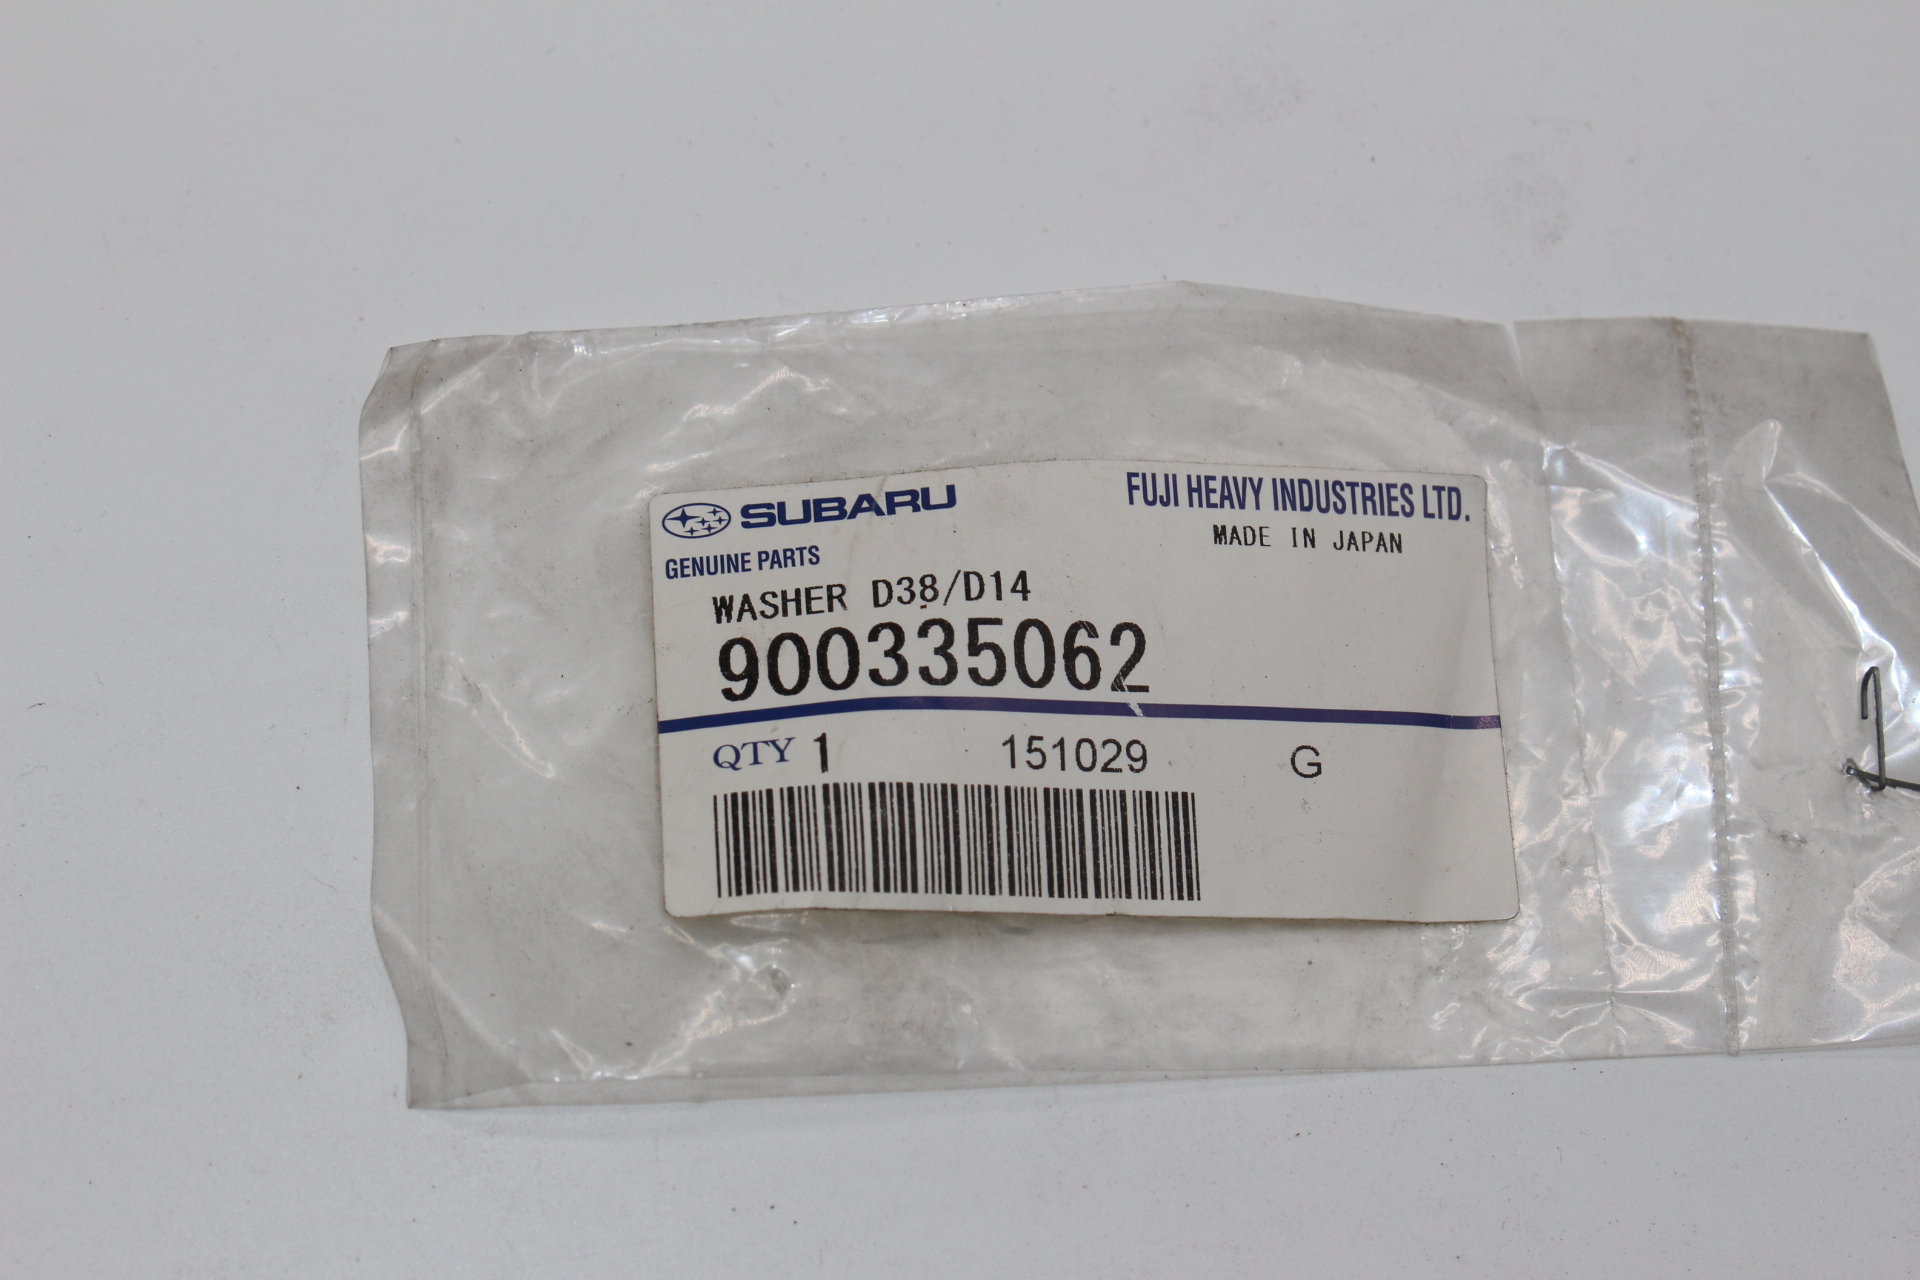 SUBARU
FUJI HEAVY INDUSTRIES LTD.
MADE IN JAPAN
GENUINE PARTS
WASHER D38/D14
900335062
QTY 1 151029 G